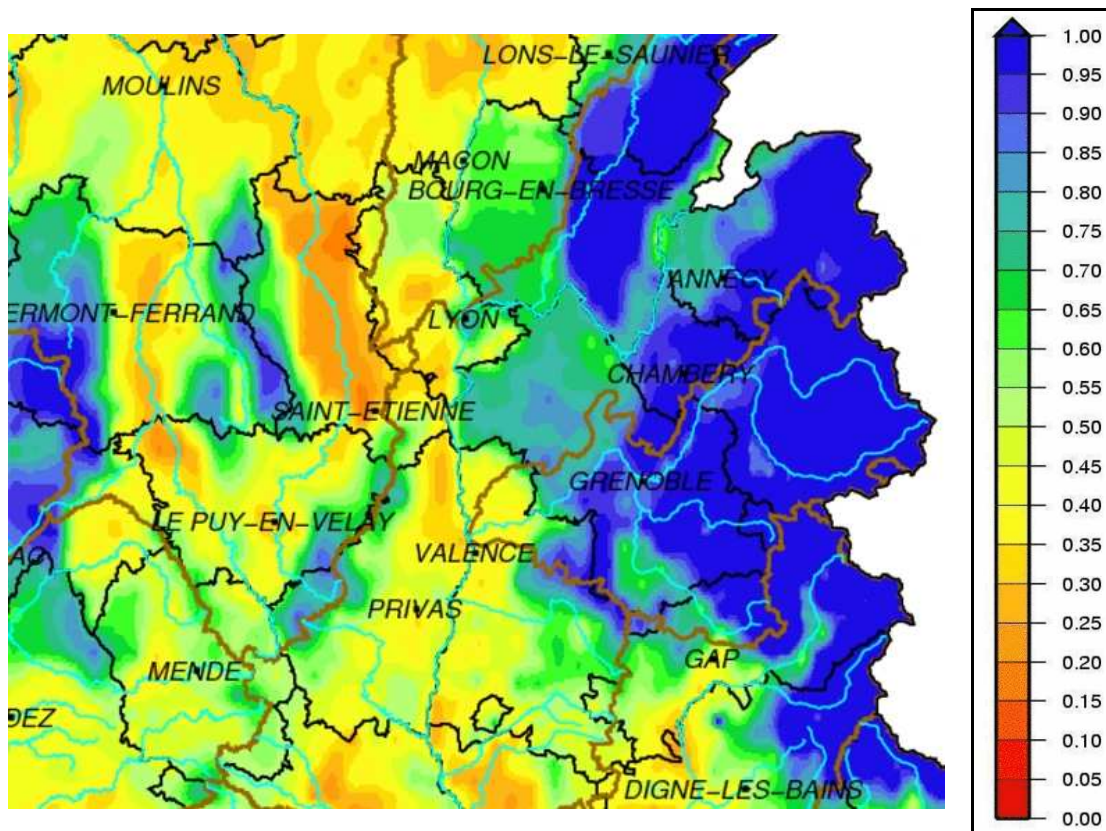 LONS-LE-SAUNIER
MOULINS
MACON
BOURG-EN-BRESSE
ANNECY
ERMONT-FERRAND
LYON
CHAMBERY
SAINT-ETIENNE
GRENOBLE
LE PUY-EN-VELAY
AC
VALENCE
PRIVAS
GAP
MENDE
DEZ
DIGNE-LES-BAINS
1.00
0.95
0.90
0.85
0.80
0.75
0.70
0.65
0.60
0.55
0.50
0.45
0.40
0.35
0.30
0.25
0.20
0.15
0.10
0.05
0.00